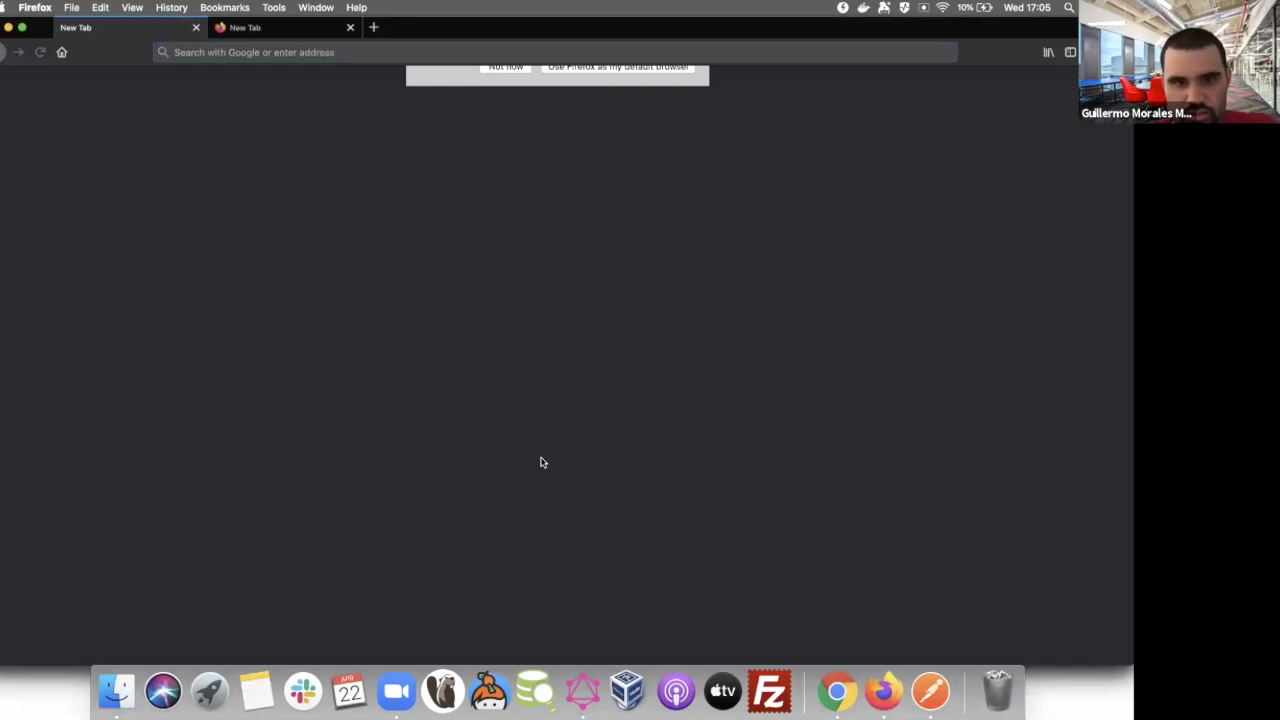 Firefox File Edit View History Bookmarks Tools Window Help 10% Wed 17:05
New Tab New Tab
Search with Google or enter address
Not now Use Firefox as my default browser
Guillermo Morales M...
APR
22
tv
FZ